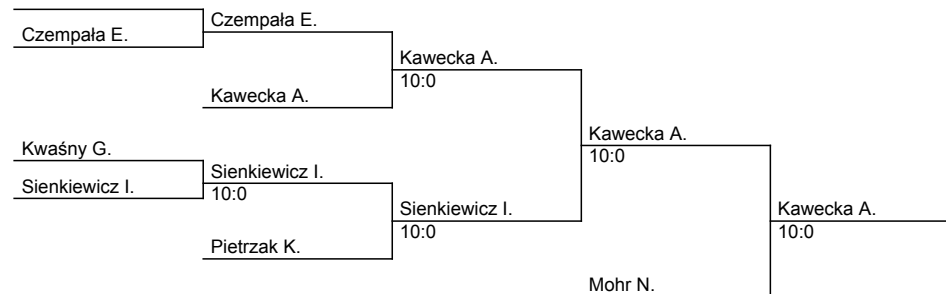 Czempała E.
Czempała E.
Kawecka A.
10:0
Kawecka A.
Kawecka A.
10:0
Kwaśny G.
Sienkiewicz I.
Sienkiewicz I.
10:0
Sienkiewicz I.
10:0
Kawecka A.
10:0
Pietrzak K.
Mohr N.